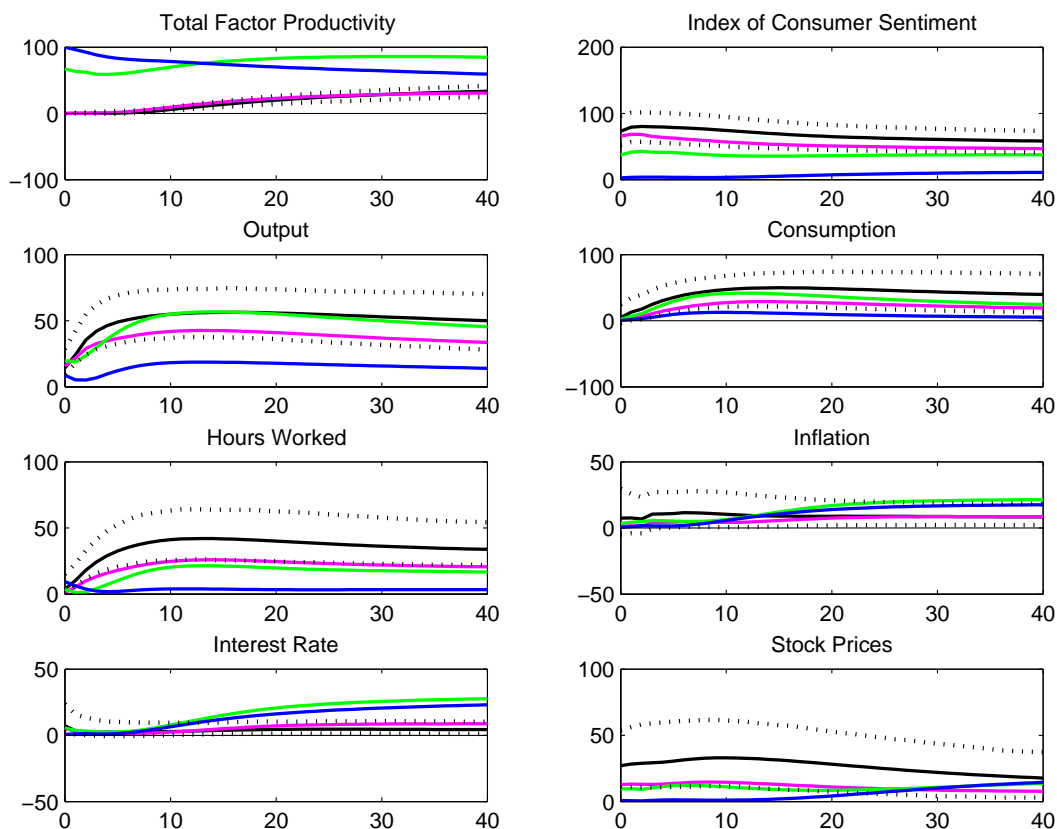 Total Factor Productivity
100
0
−100
0 10 20 30 40
Index of Consumer Sentiment
200
100
0
0 10 20 30 40
Output
100
50
0
0 10 20 30 40
Consumption
100
0
−100
0 10 20 30 40
Hours Worked
100
50
0
0 10 20 30 40
Inflation
50
0
−50
0 10 20 30 40
Interest Rate
50
0
−50
0 10 20 30 40
Stock Prices
100
50
0
0 10 20 30 40